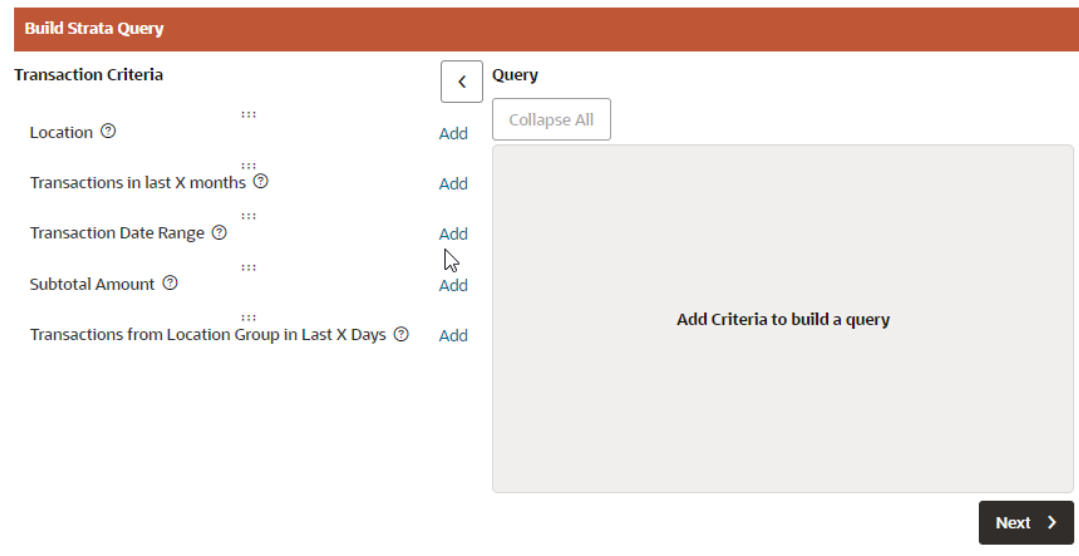 Build Strata Query
Transaction Criteria
Location
Add
Transactions in last X months
Add
Transaction Date Range
Add
Subtotal Amount
Add
Transactions from Location Group in Last X Days
Add
Query
Collapse All
Add Criteria to build a query
Next